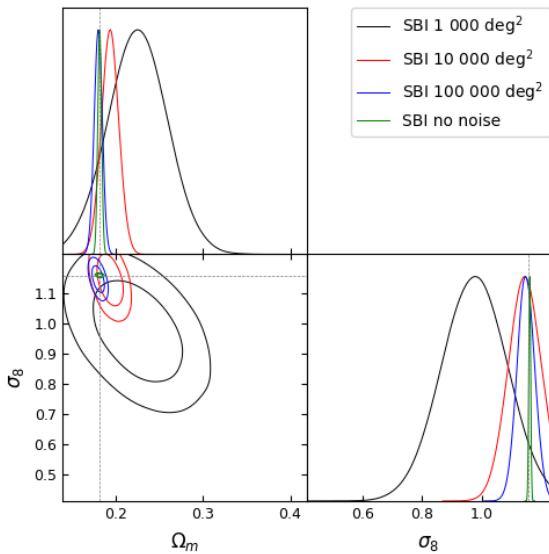 SBI 1 000 deg²
SBI 10 000 deg²
SBI 100 000 deg²
SBI no noise
1.1
1.0
0.9
0.8
0.7
0.6
0.5
σ₈
0.2 0.3 0.4
0.6 1.0
Ωₘ
σ₈